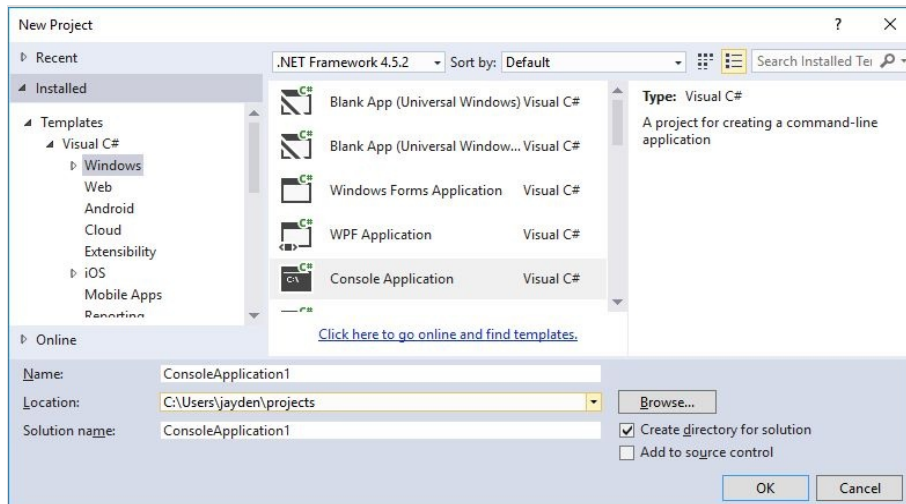 New Project
?
Recent
.NET Framework 4.5.2
Sort by: Default
Search Installed Te
Installed
Templates
Visual C#
Windows
Web
Android
Cloud
Extensibility
iOS
Mobile Apps
Reporting
Online
Blank App (Universal Windows) Visual C#
Blank App (Universal Window... Visual C#
Windows Forms Application Visual C#
WPF Application Visual C#
Console Application Visual C#
Click here to go online and find templates.
Type: Visual C#
A project for creating a command-line
application
Name: ConsoleApplication1
Location: C:\Users\jayden\projects
Browse...
Solution name: ConsoleApplication1
Create directory for solution
Add to source control
OK
Cancel